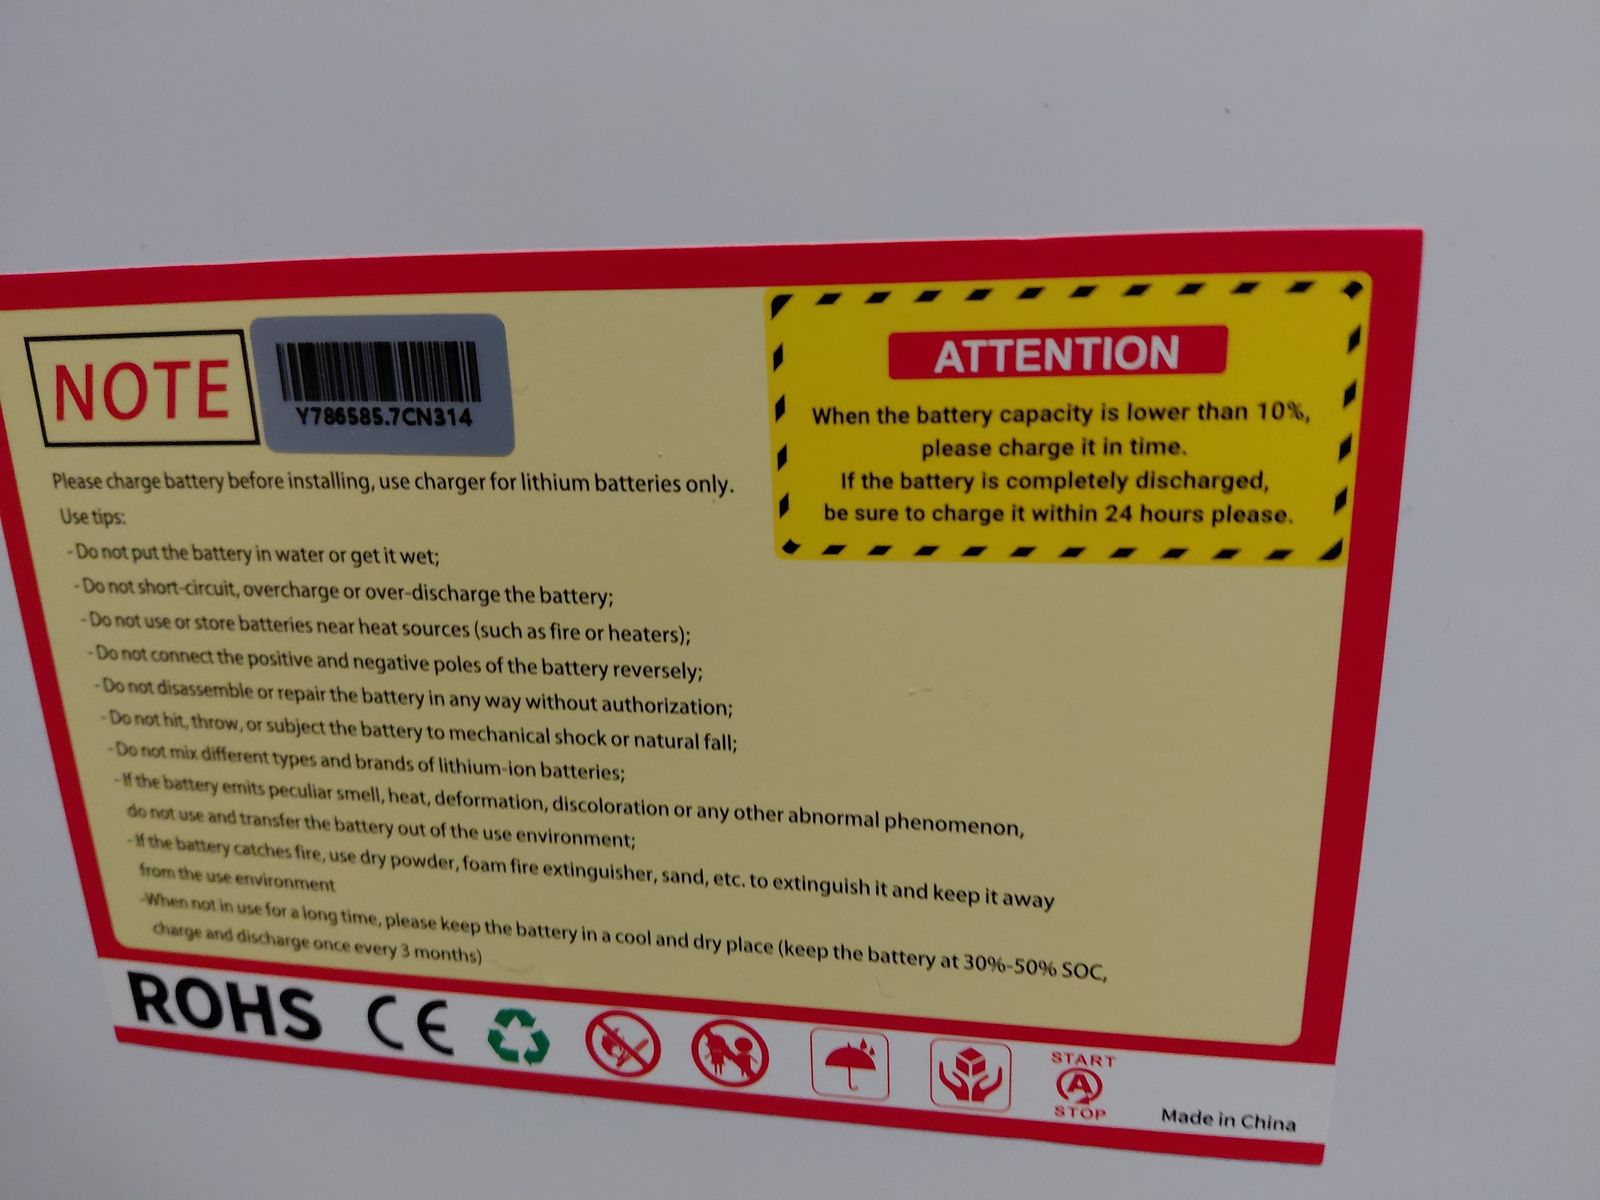 NOTE
Y786585.7CN314
ATTENTION
When the battery capacity is lower than 10%,
please charge it in time.
If the battery is completely discharged,
be sure to charge it within 24 hours please.
Please charge battery before installing, use charger for lithium batteries only.
Use tips:
- Do not put the battery in water or get it wet;
- Do not short-circuit, overcharge or over-discharge the battery;
- Do not use or store batteries near heat sources (such as fire or heaters);
- Do not connect the positive and negative poles of the battery reversely;
- Do not disassemble or repair the battery in any way without authorization;
- Do not hit, throw, or subject the battery to mechanical shock or natural fall;
- Do not mix different types and brands of lithium-ion batteries;
- If the battery emits peculiar smell, heat, deformation, discoloration or any other abnormal phenomenon,
do not use and transfer the battery out of the use environment;
- If the battery catches fire, use dry powder, foam fire extinguisher, sand, etc. to extinguish it and keep it away
from the use environment
-When not in use for a long time, please keep the battery in a cool and dry place (keep the battery at 30%-50% SOC,
charge and discharge once every 3 months)
ROHS CE
START
A
STOP
Made in China